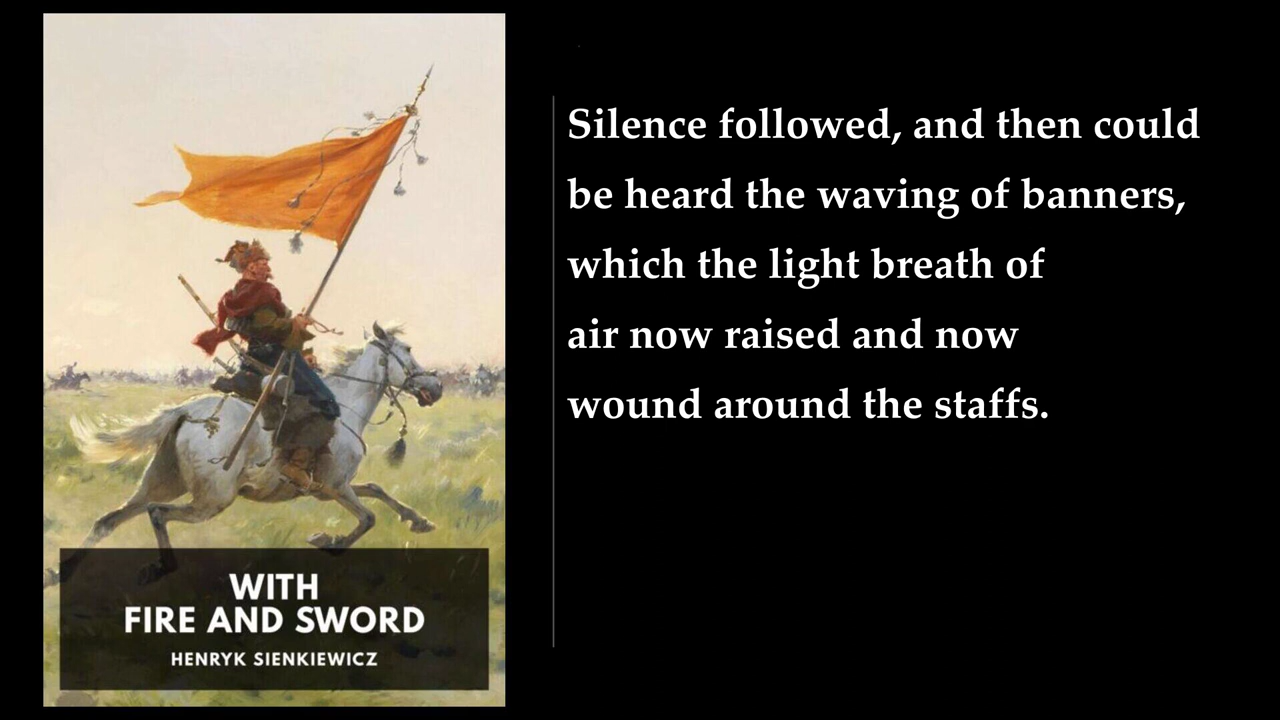 Silence followed, and then could
be heard the waving of banners,
which the light breath of
air now raised and now
wound around the staffs.
WITH
FIRE AND SWORD
HENRYK SIENKIEWICZ